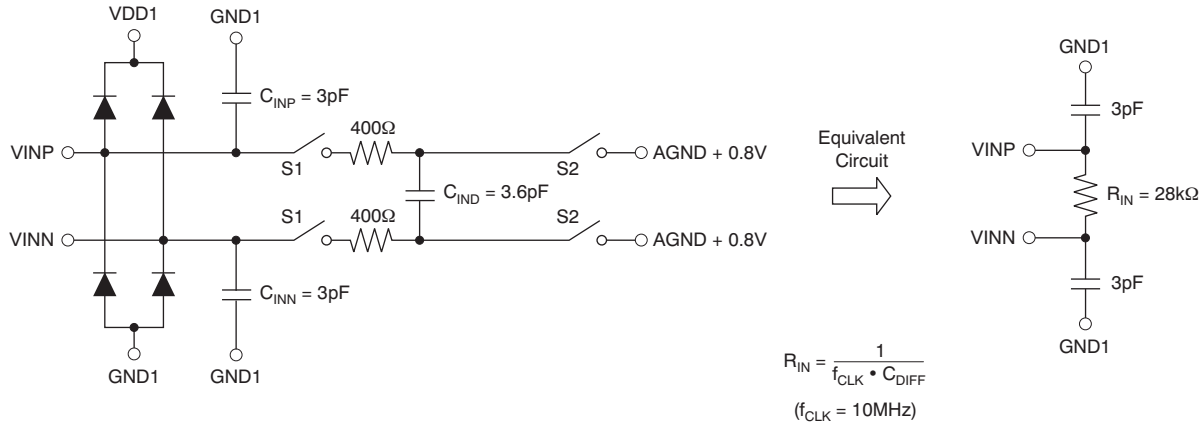 VDD1
GND1
GND1
C_INP = 3pF
3pF
400Ω
VINP
S1
S2
AGND + 0.8V
Equivalent
Circuit
VINP
C_IND = 3.6pF
R_IN = 28kΩ
400Ω
VINN
S1
S2
AGND + 0.8V
VINN
C_INN = 3pF
3pF
GND1
GND1
GND1
R_IN = 1 / f_CLK • C_DIFF
(f_CLK = 10MHz)